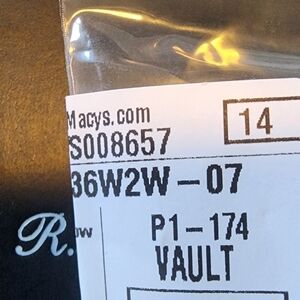 Macys.com
14
S008657
36W2W-07
P1-174
VAULT
R.